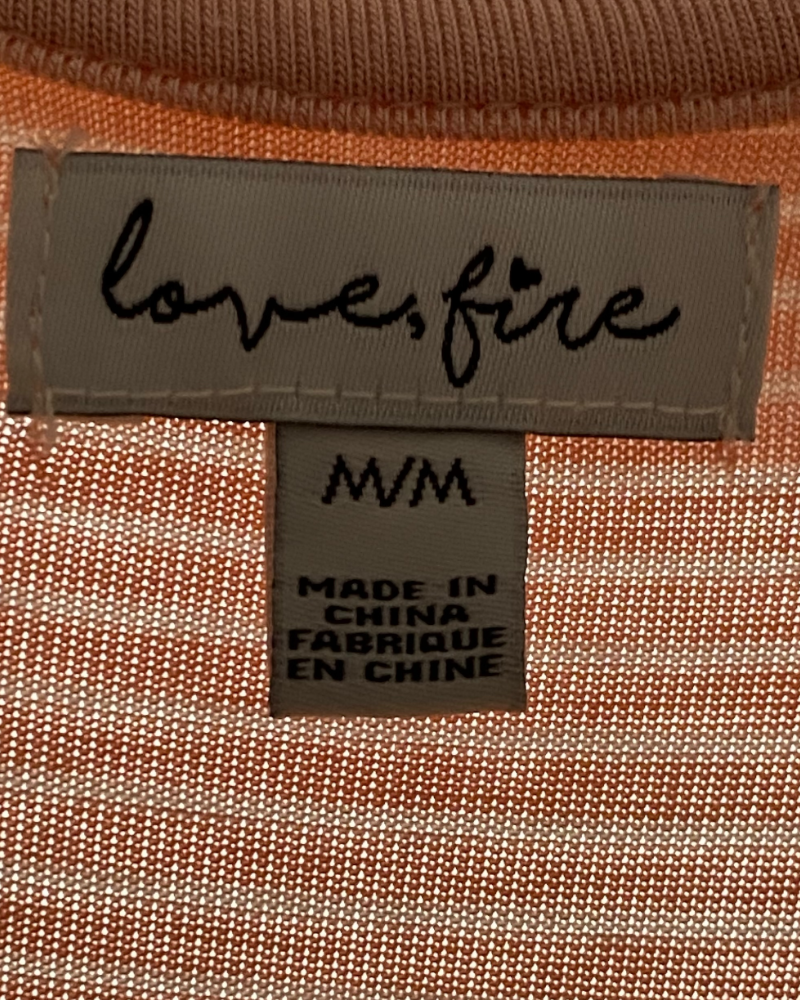 love, fire
M/M
MADE IN
CHINA
FABRIQUE
EN CHINE